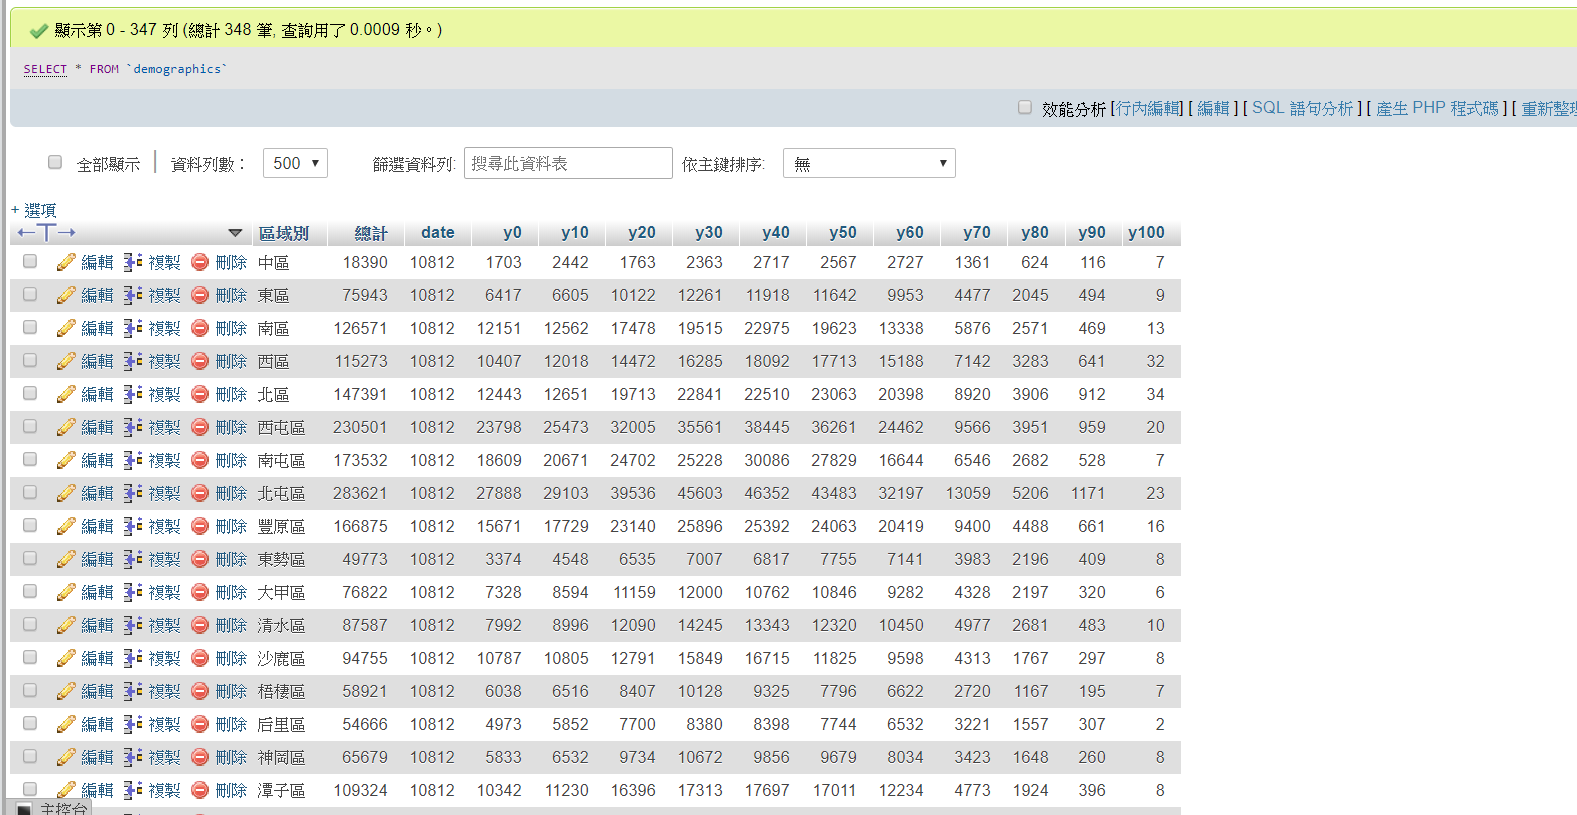 顯示第 0 - 347 列 (總計 348 筆, 查詢用了 0.0009 秒。)
SELECT * FROM `demographics`
效能分析 [行內編輯] [ 編輯 ] [ SQL 語句分析 ] [ 產生 PHP 程式碼 ] [ 重新整理
全部顯示 | 資料列數： 500 篩選資料列: 搜尋此資料表 依主鍵排序: 無
+ 選項
←T→ 區域別 總計 date y0 y10 y20 y30 y40 y50 y60 y70 y80 y90 y100
編輯 複製 刪除 中區 18390 10812 1703 2442 1763 2363 2717 2567 2727 1361 624 116 7
編輯 複製 刪除 東區 75943 10812 6417 6605 10122 12261 11918 11642 9953 4477 2045 494 9
編輯 複製 刪除 南區 126571 10812 12151 12562 17478 19515 22975 19623 13338 5876 2571 469 13
編輯 複製 刪除 西區 115273 10812 10407 12018 14472 16285 18092 17713 15188 7142 3283 641 32
編輯 複製 刪除 北區 147391 10812 12443 12651 19713 22841 22510 23063 20398 8920 3906 912 34
編輯 複製 刪除 西屯區 230501 10812 23798 25473 32005 35561 38445 36261 24462 9566 3951 959 20
編輯 複製 刪除 南屯區 173532 10812 18609 20671 24702 25228 30086 27829 16644 6546 2682 528 7
編輯 複製 刪除 北屯區 283621 10812 27888 29103 39536 45603 46352 43483 32197 13059 5206 1171 23
編輯 複製 刪除 豐原區 166875 10812 15671 17729 23140 25896 25392 24063 20419 9400 4488 661 16
編輯 複製 刪除 東勢區 49773 10812 3374 4548 6535 7007 6817 7755 7141 3983 2196 409 8
編輯 複製 刪除 大甲區 76822 10812 7328 8594 11159 12000 10762 10846 9282 4328 2197 320 6
編輯 複製 刪除 清水區 87587 10812 7992 8996 12090 14245 13343 12320 10450 4977 2681 483 10
編輯 複製 刪除 沙鹿區 94755 10812 10787 10805 12791 15849 16715 11825 9598 4313 1767 297 8
編輯 複製 刪除 梧棲區 58921 10812 6038 6516 8407 10128 9325 7796 6622 2720 1167 195 7
編輯 複製 刪除 后里區 54666 10812 4973 5852 7700 8380 8398 7744 6532 3221 1557 307 2
編輯 複製 刪除 神岡區 65679 10812 5833 6532 9734 10672 9856 9679 8034 3423 1648 260 8
編輯 複製 刪除 潭子區 109324 10812 10342 11230 16396 17313 17697 17011 12234 4773 1924 396 8
主控台